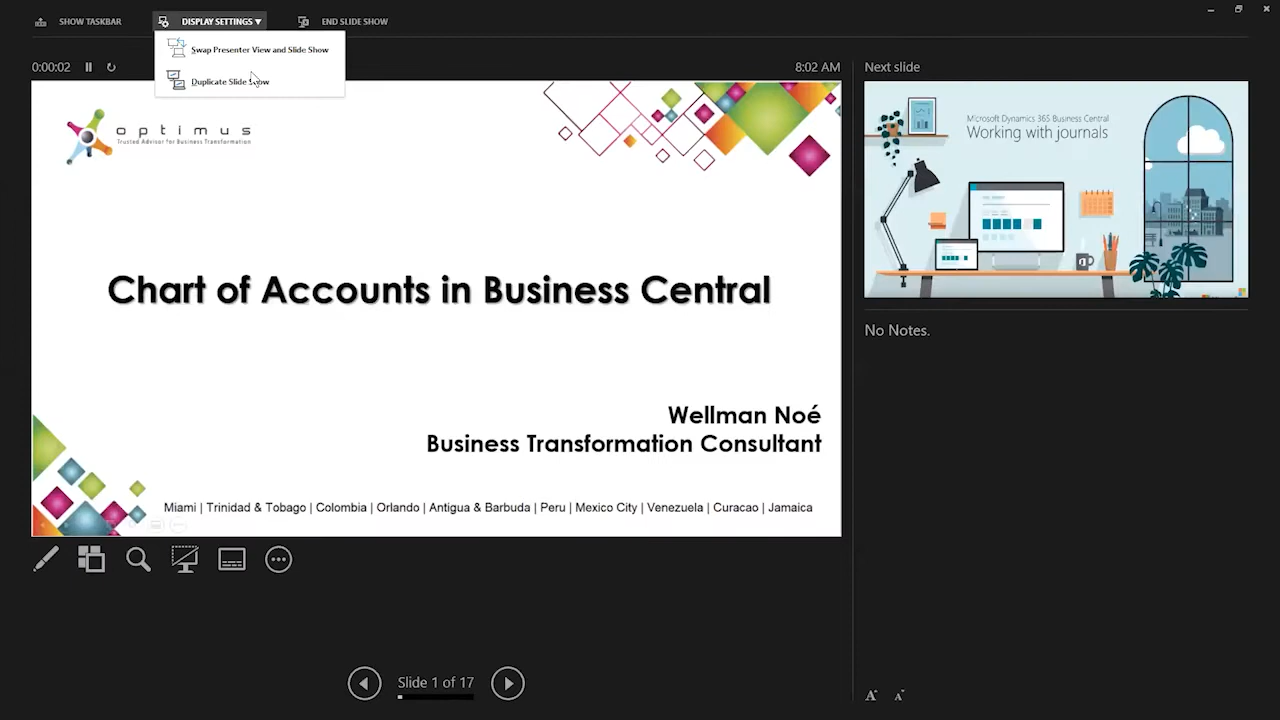 SHOW TASKBAR
DISPLAY SETTINGS ▼
END SLIDE SHOW
Swap Presenter View and Slide Show
Duplicate Slide Show
0:00:02
8:02 AM
Next slide
optimus
Trusted Advisor for Business Transformation
Microsoft Dynamics 365 Business Central
Working with journals
Chart of Accounts in Business Central
No Notes.
Wellman Noé
Business Transformation Consultant
Miami | Trinidad & Tobago | Colombia | Orlando | Antigua & Barbuda | Peru | Mexico City | Venezuela | Curacao | Jamaica
Slide 1 of 17
A A